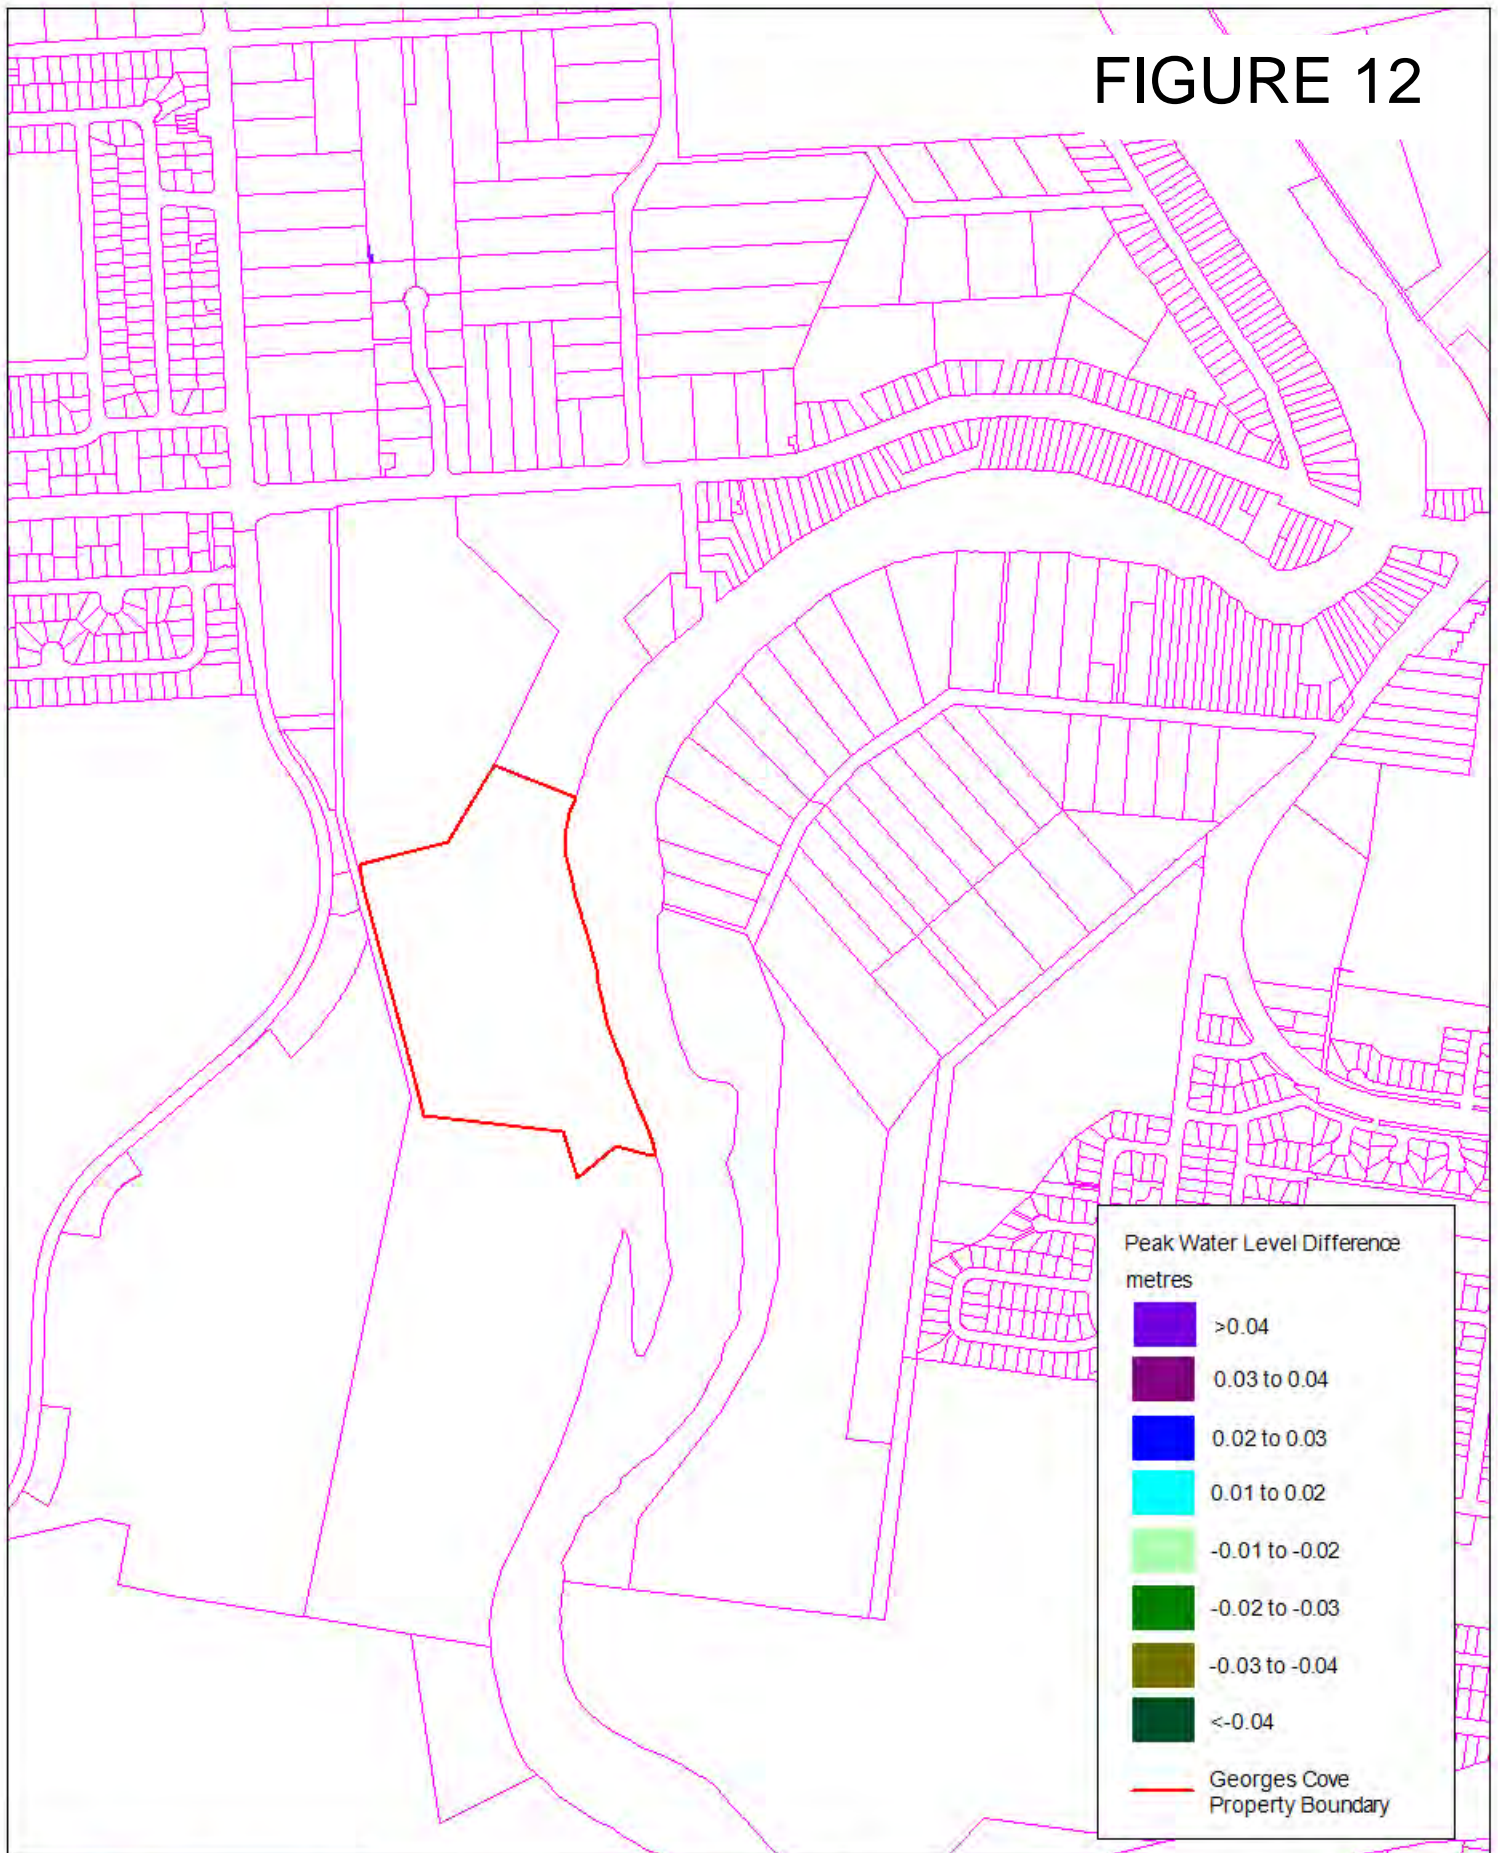 FIGURE 12
Peak Water Level Difference
metres
>0.04
0.03 to 0.04
0.02 to 0.03
0.01 to 0.02
-0.01 to -0.02
-0.02 to -0.03
-0.03 to -0.04
<-0.04
Georges Cove
Property Boundary